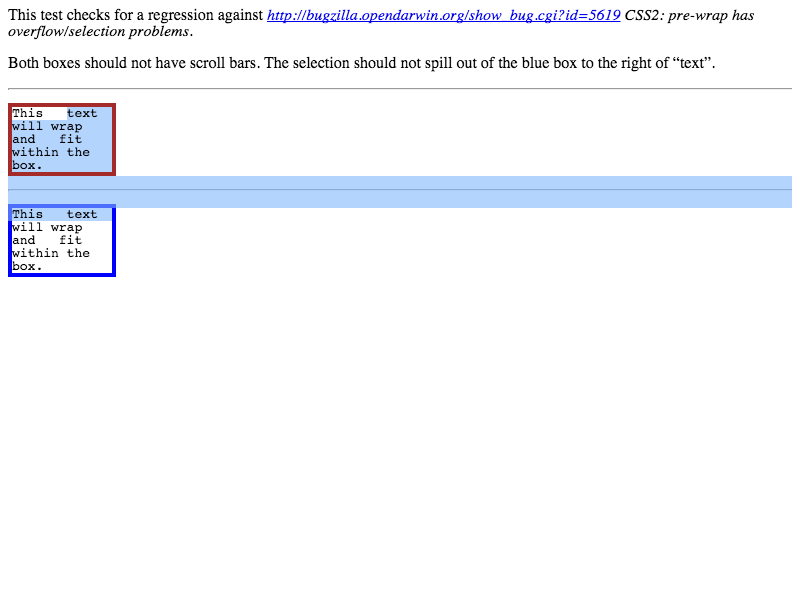 This test checks for a regression against http://bugzilla.opendarwin.org/show_bug.cgi?id=5619 CSS2: pre-wrap has
overflow/selection problems.
Both boxes should not have scroll bars. The selection should not spill out of the blue box to the right of “text”.
This   text
will wrap
and   fit
within the
box.
This   text
will wrap
and   fit
within the
box.